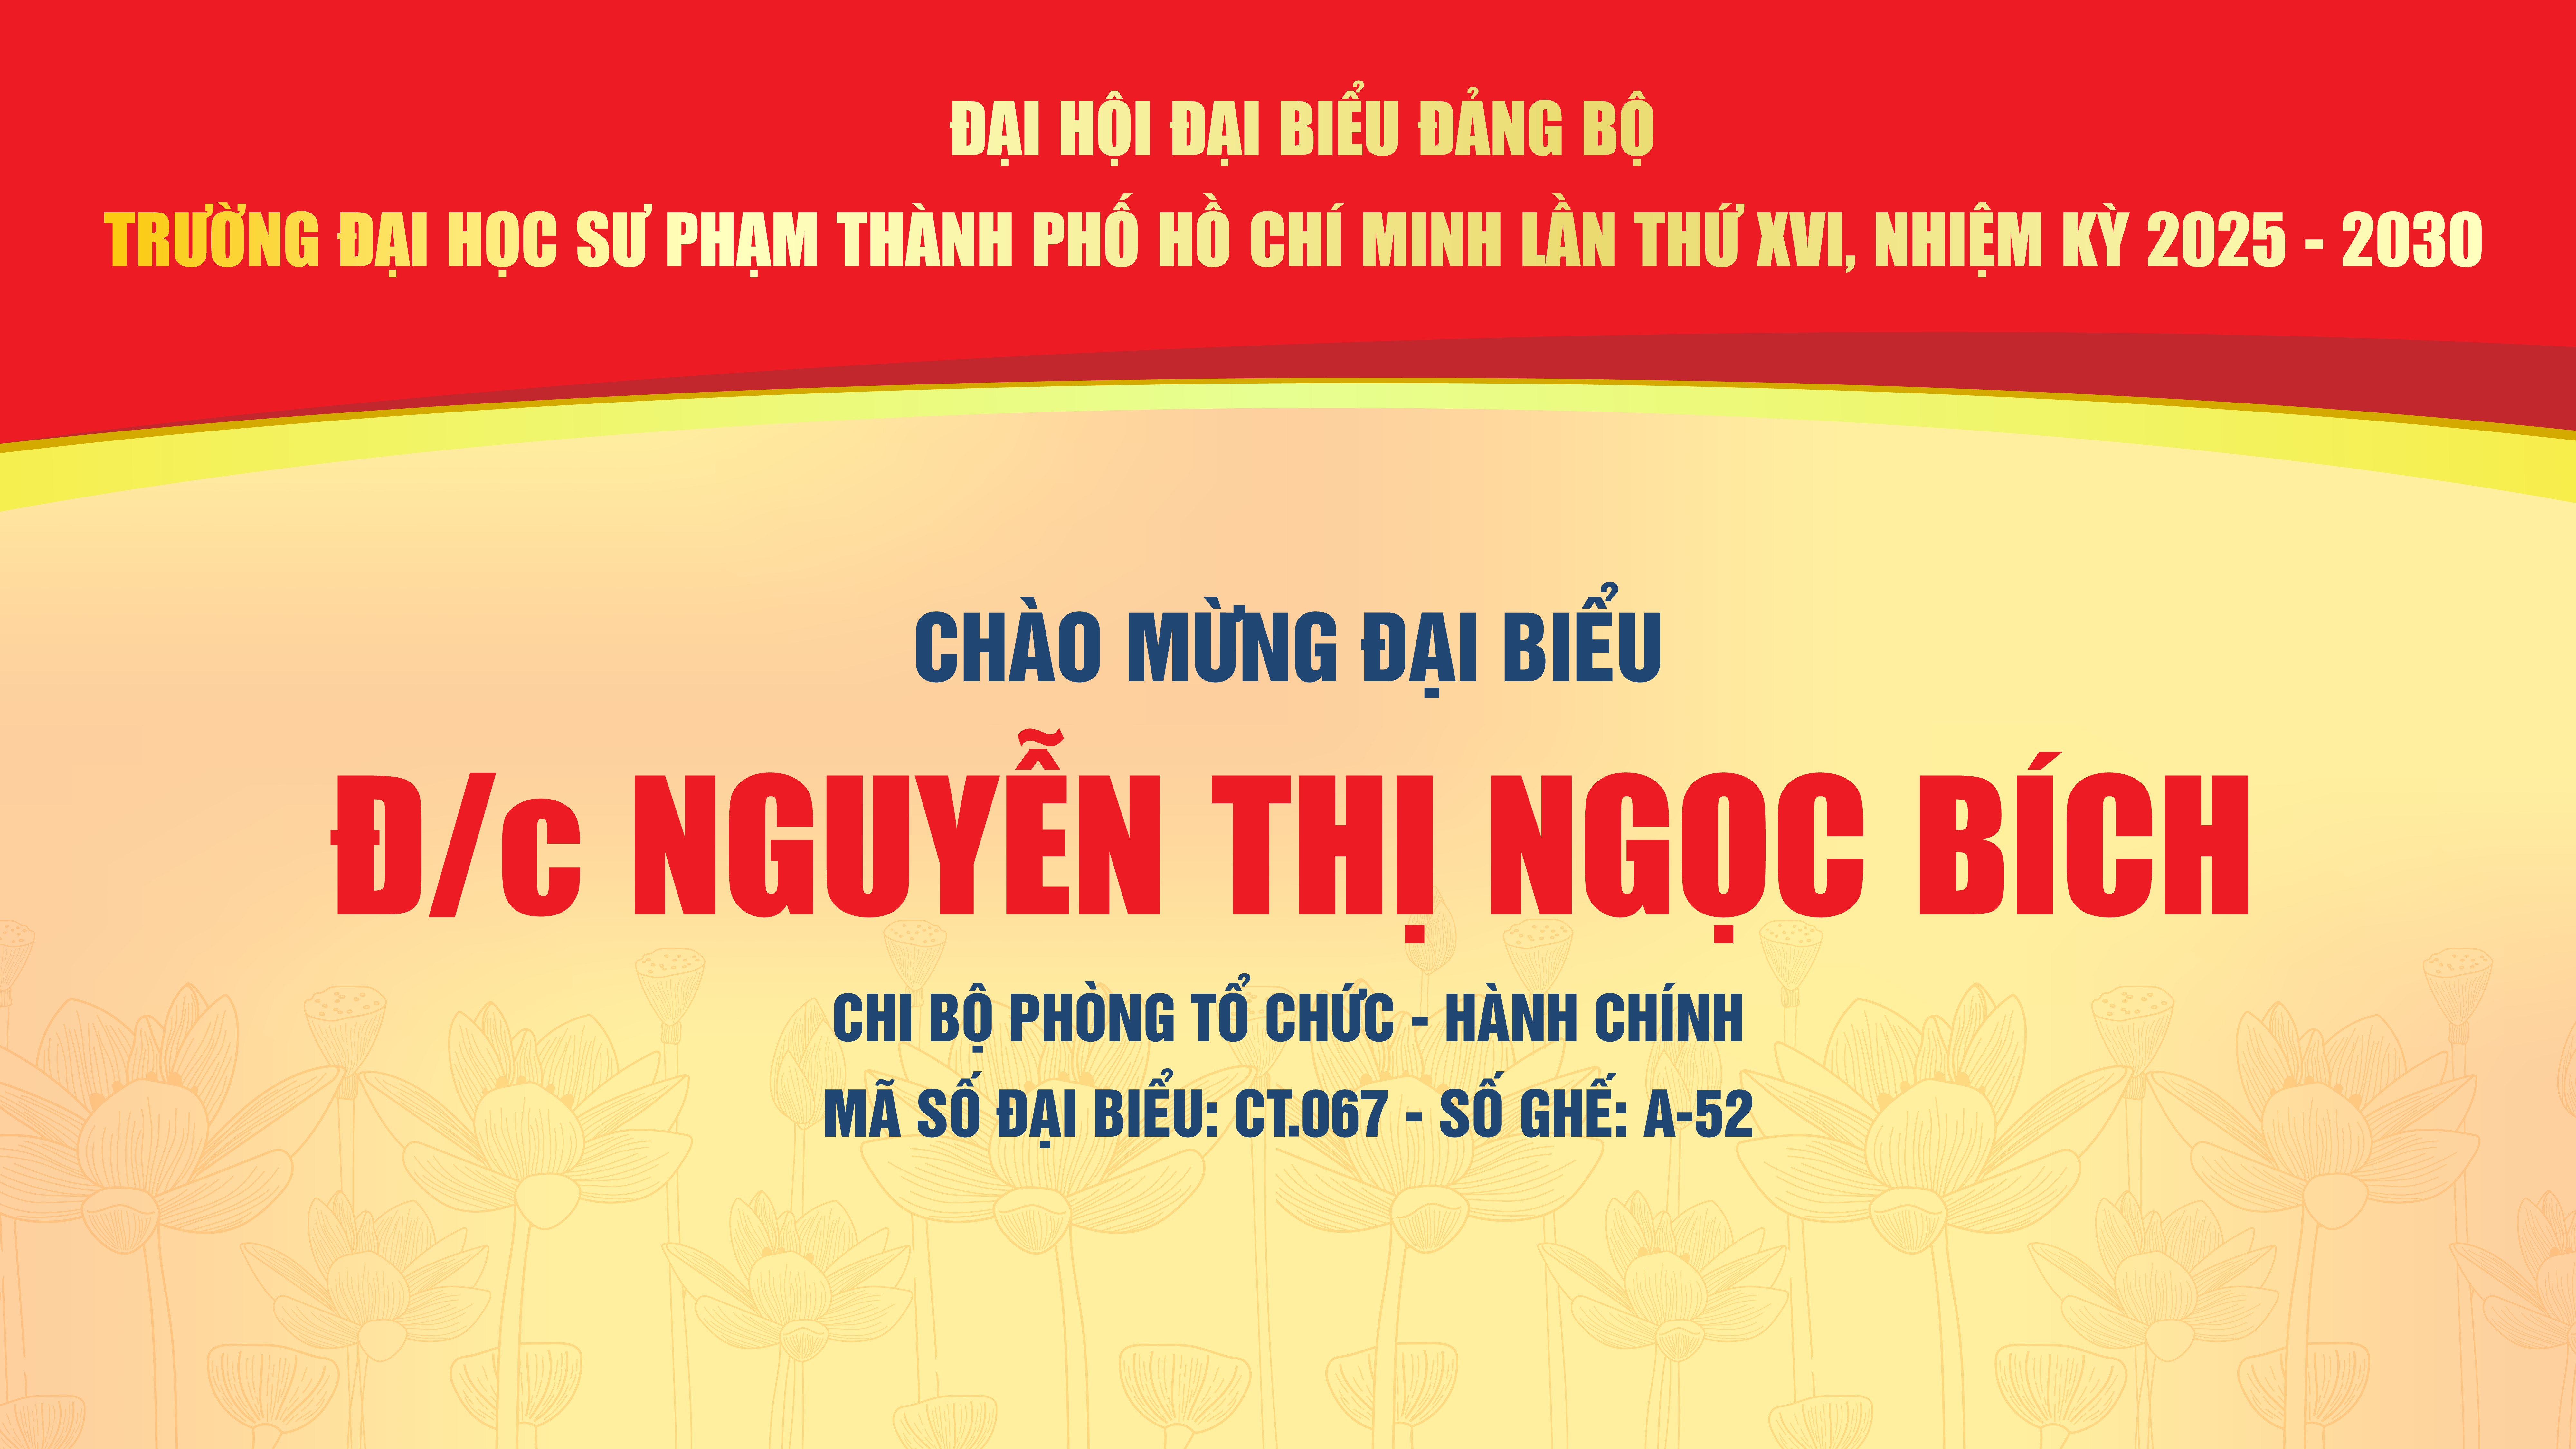 ĐẠI HỘI ĐẠI BIỂU ĐẢNG BỘ
TRƯỜNG ĐẠI HỌC SƯ PHẠM THÀNH PHỐ HỒ CHÍ MINH LẦN THỨ XVI, NHIỆM KỲ 2025 - 2030
CHÀO MỪNG ĐẠI BIỂU
Đ/c NGUYỄN THỊ NGỌC BÍCH
CHI BỘ PHÒNG TỔ CHỨC - HÀNH CHÍNH
MÃ SỐ ĐẠI BIỂU: CT.067 - SỐ GHẾ: A-52